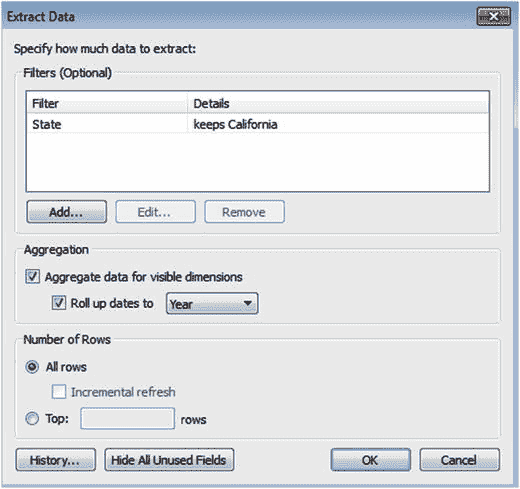 Extract Data
Specify how much data to extract:
Filters (Optional)
Filter Details
State keeps California
Add... Edit... Remove
Aggregation
Aggregate data for visible dimensions
Roll up dates to Year
Number of Rows
All rows
Incremental refresh
Top: rows
History... Hide All Unused Fields OK Cancel